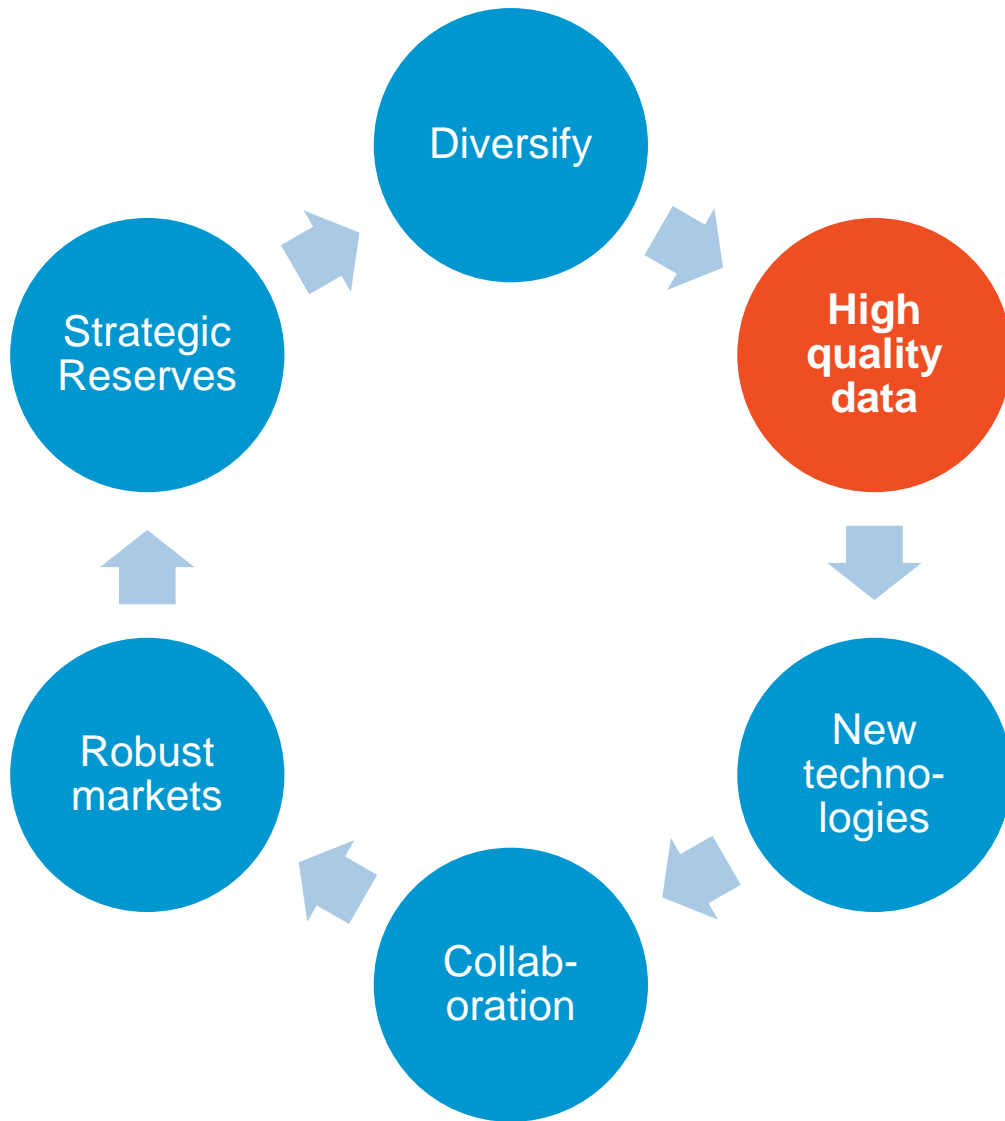 Diversify
High
quality
data
New
techno-
logies
Collab-
oration
Robust
markets
Strategic
Reserves